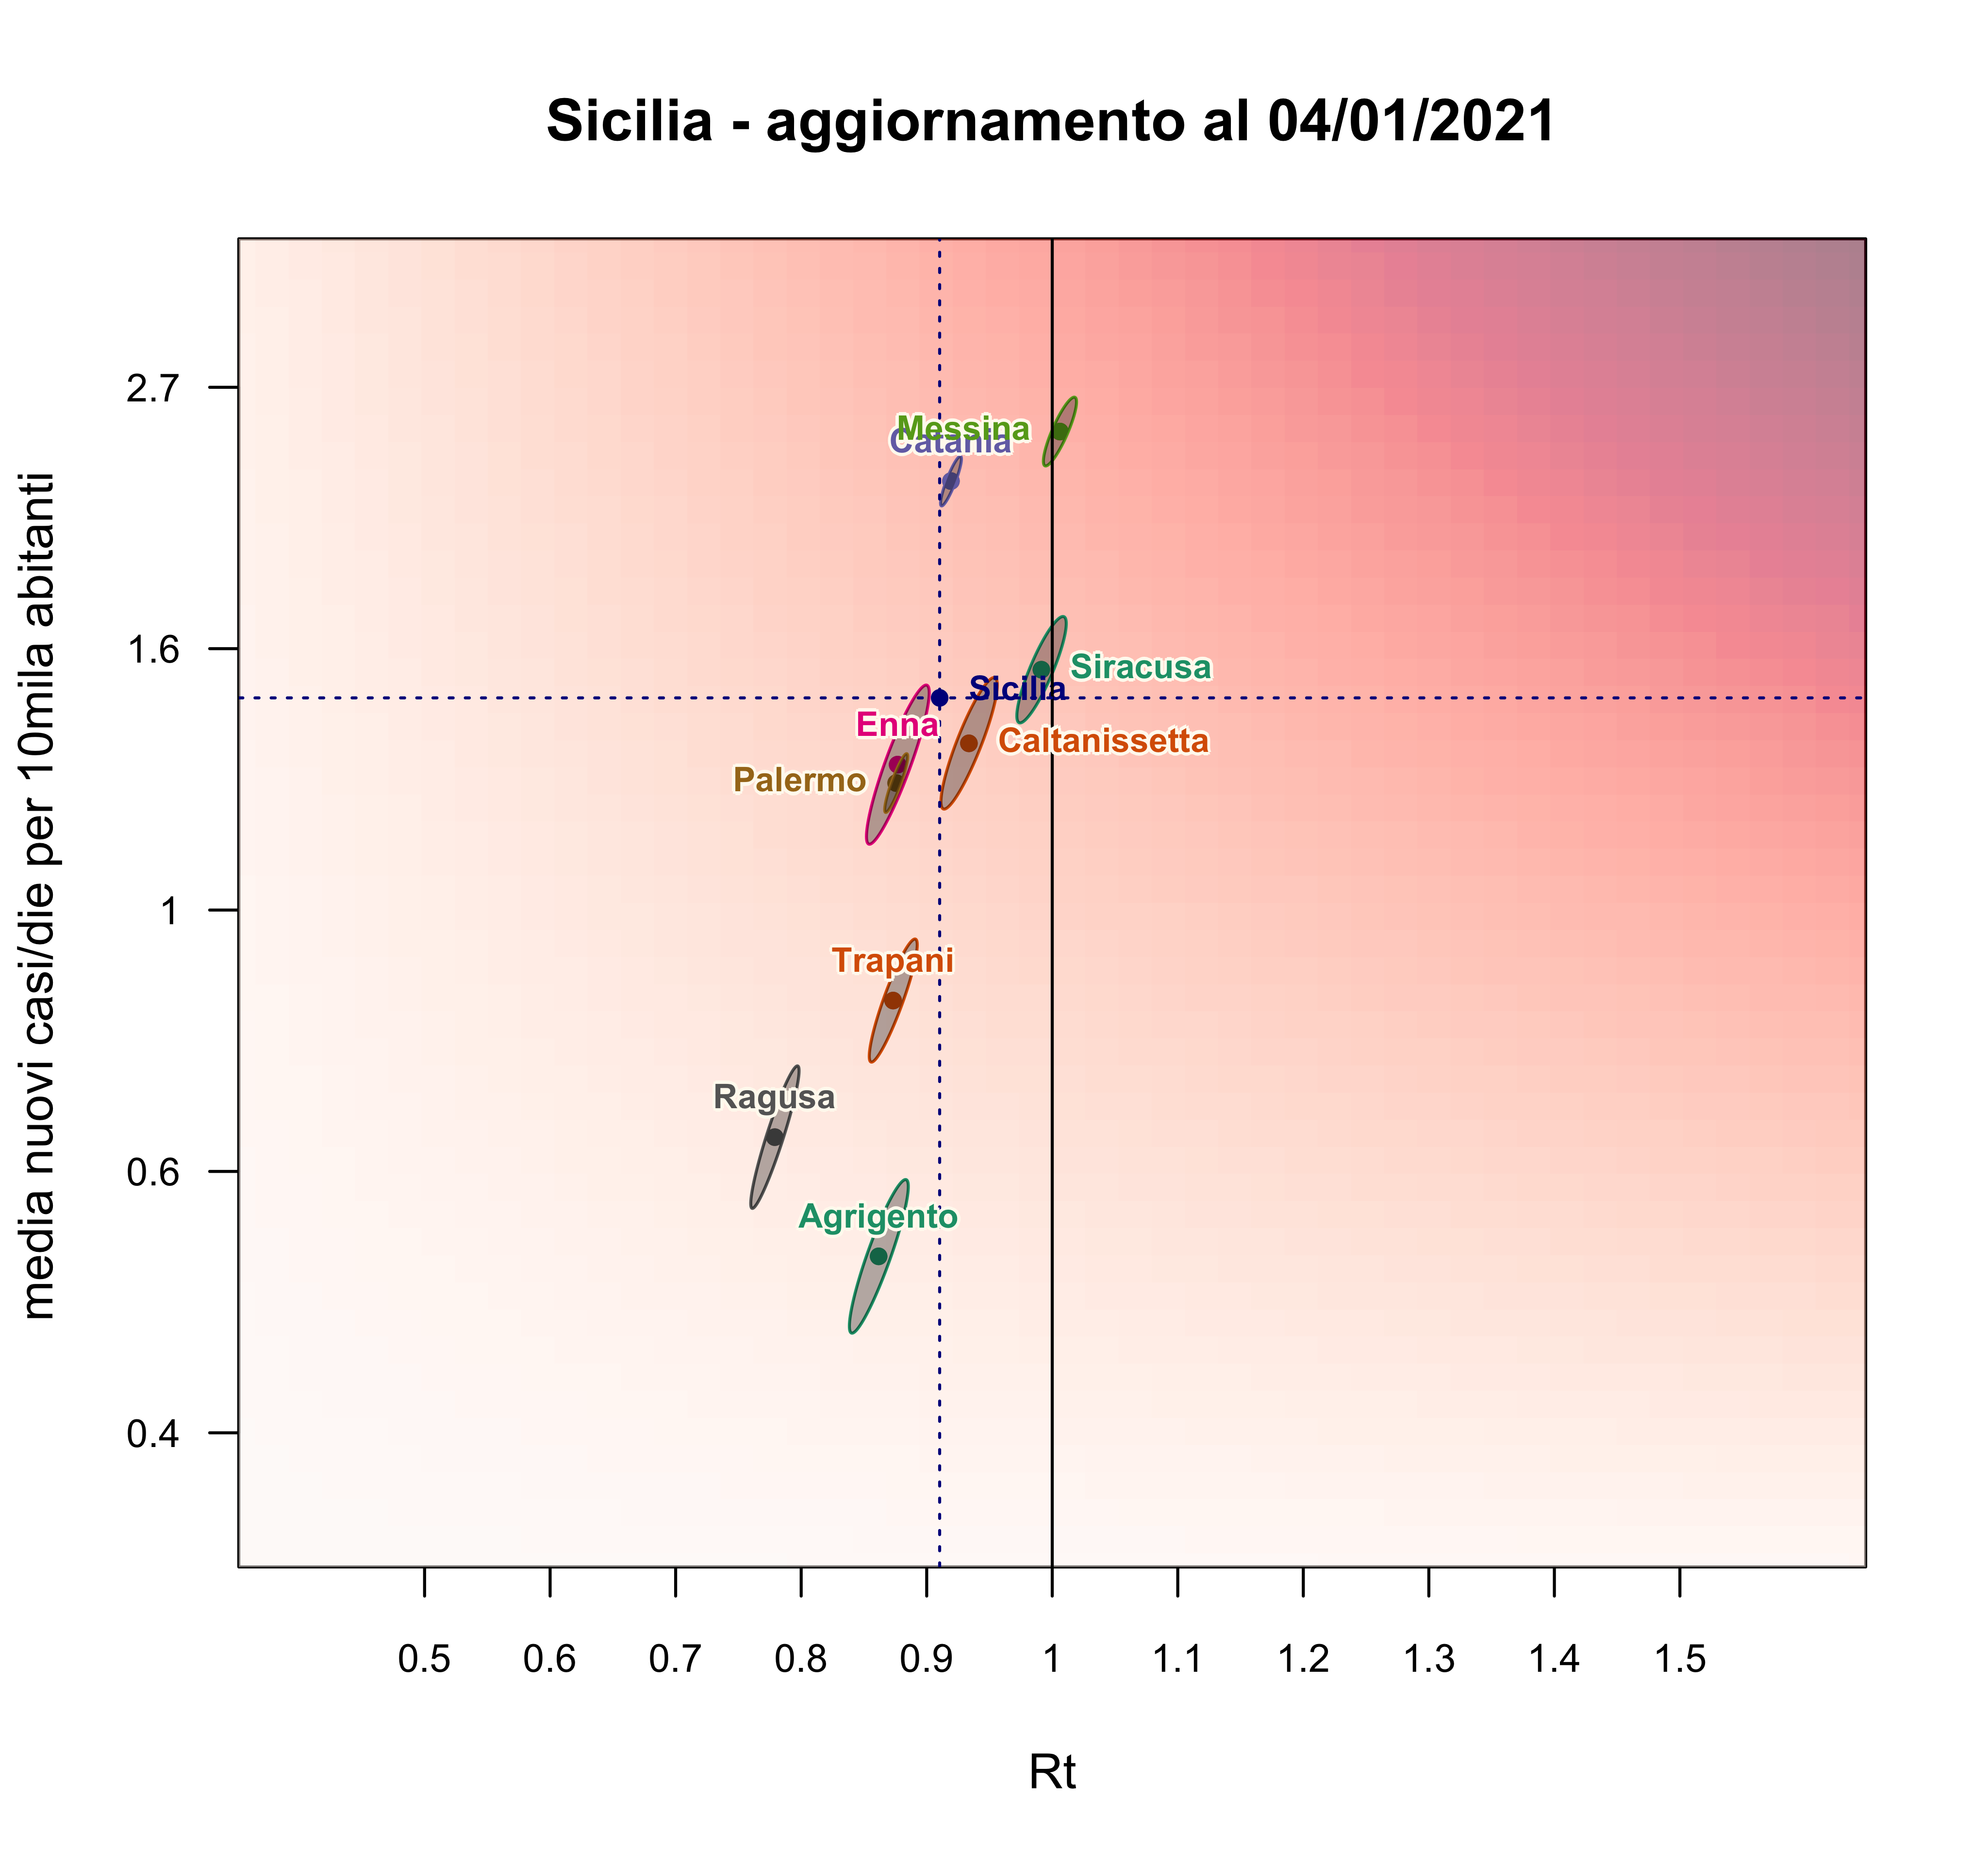 Sicilia - aggiornamento al 04/01/2021
media nuovi casi/die per 10mila abitanti
2.7
1.6
1
0.6
0.4
Messina
Catania
Siracusa
Sicilia
Enna
Caltanissetta
Palermo
Trapani
Ragusa
Agrigento
0.5 0.6 0.7 0.8 0.9 1 1.1 1.2 1.3 1.4 1.5
Rt